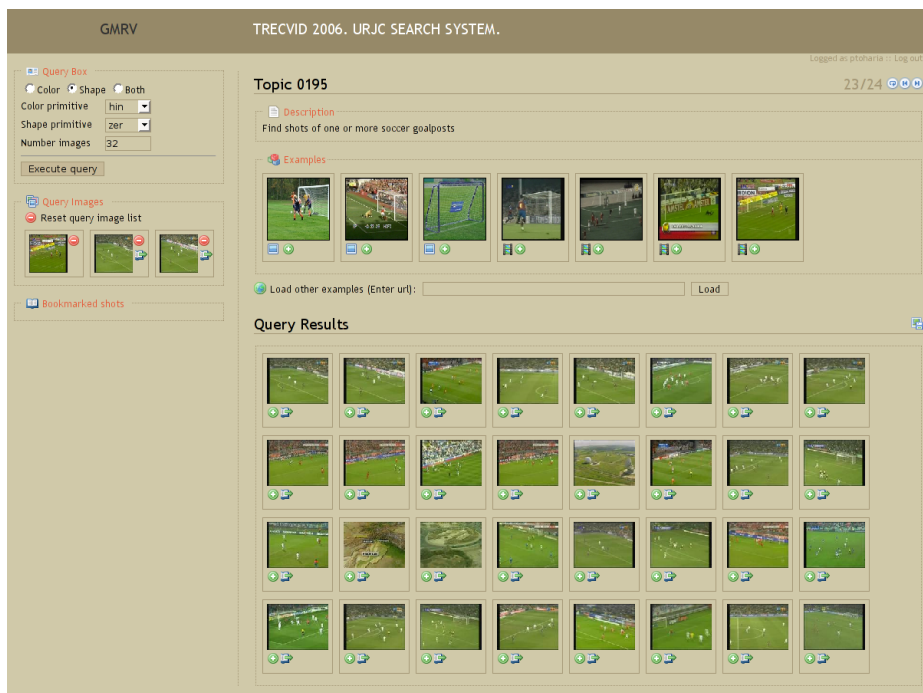 GMRV
TRECVID 2006. URJC SEARCH SYSTEM.
Logged as ptoharia :: Log out
Query Box
Color Shape Both
Color primitive hin
Shape primitive zer
Number images 32
Execute query
Query Images
Reset query image list
Bookmarked shots
Topic 0195
23/24
Description
Find shots of one or more soccer goalposts
Examples
Load other examples (Enter url):
Load
Query Results